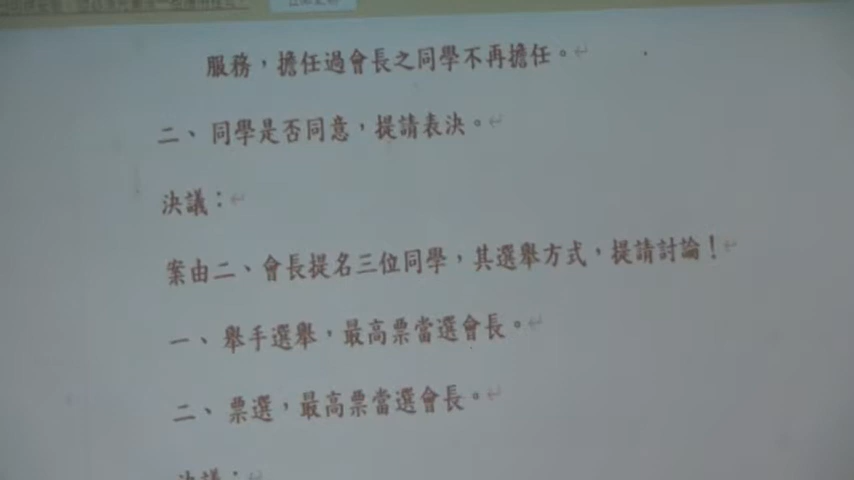 服務，擔任過會長之同學不再擔任。
二、同學是否同意，提請表決。
決議：
案由二、會長提名三位同學，其選舉方式，提請討論！
一、舉手選舉，最高票當選會長。
二、票選，最高票當選會長。
決議：